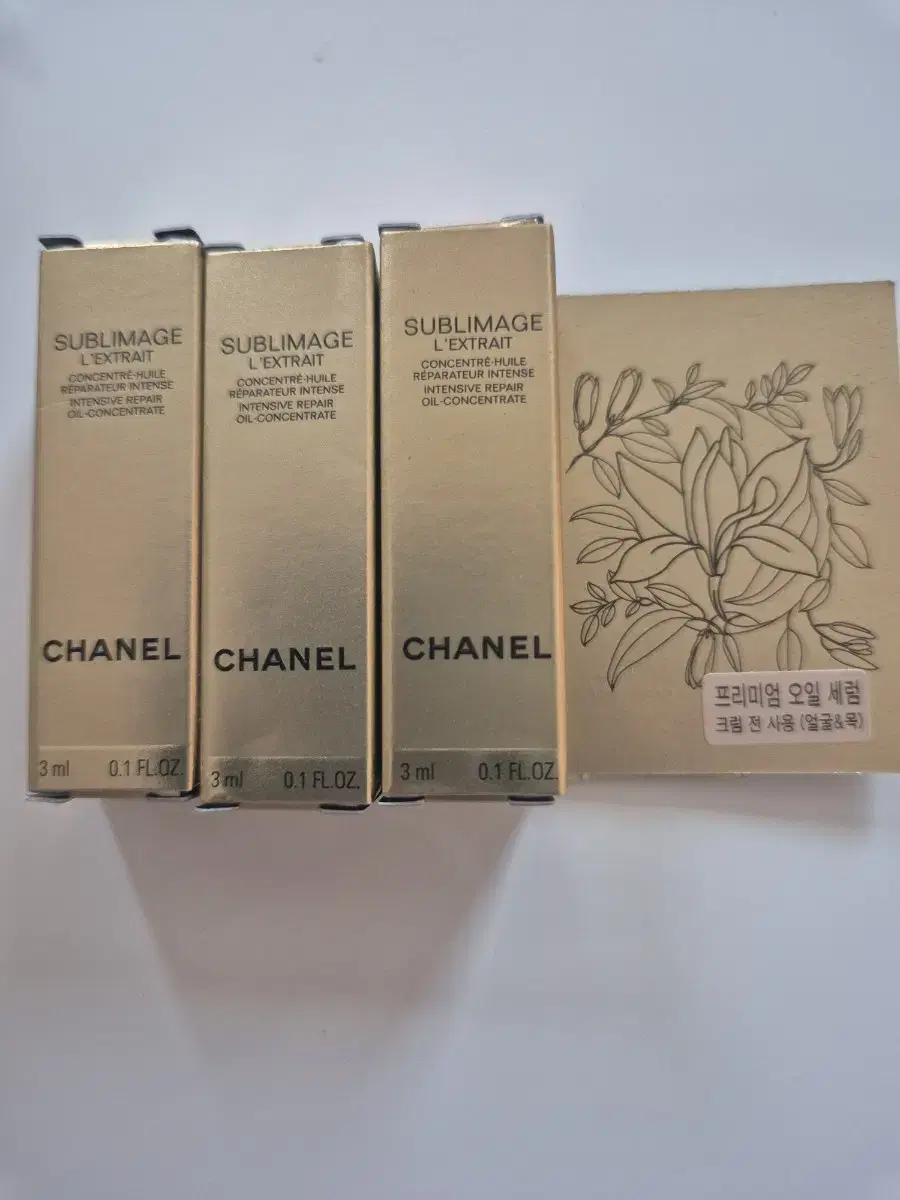 SUBLIMAGE
L'EXTRAIT
CONCENTRÉ-HUILE
RÉPARATEUR INTENSE
INTENSIVE REPAIR
OIL-CONCENTRATE
CHANEL
3 ml 0.1 FL.OZ.
SUBLIMAGE
L'EXTRAIT
CONCENTRÉ-HUILE
RÉPARATEUR INTENSE
INTENSIVE REPAIR
OIL-CONCENTRATE
CHANEL
3 ml 0.1 FL.OZ.
SUBLIMAGE
L'EXTRAIT
CONCENTRÉ-HUILE
RÉPARATEUR INTENSE
INTENSIVE REPAIR
OIL-CONCENTRATE
CHANEL
3 ml 0.1 FL.OZ.
프리미엄 오일 세럼
크림 전 사용 (얼굴&목)